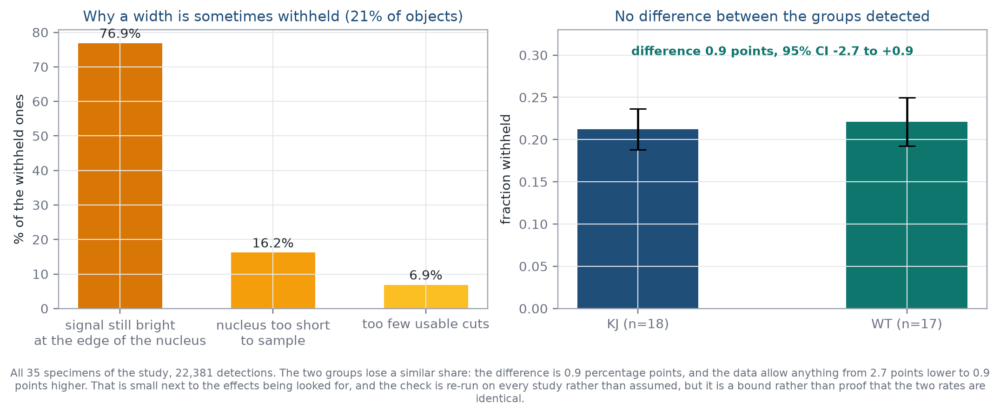 Why a width is sometimes withheld (21% of objects)
% of the withheld ones
80
70
60
50
40
30
20
10
0
76.9%
16.2%
6.9%
signal still bright
at the edge of the nucleus
nucleus too short
to sample
too few usable cuts
No difference between the groups detected
difference 0.9 points, 95% CI -2.7 to +0.9
fraction withheld
0.30
0.25
0.20
0.15
0.10
0.05
0.00
KJ (n=18)
WT (n=17)
All 35 specimens of the study, 22,381 detections. The two groups lose a similar share: the difference is 0.9 percentage points, and the data allow anything from 2.7 points lower to 0.9
points higher. That is small next to the effects being looked for, and the check is re-run on every study rather than assumed, but it is a bound rather than proof that the two rates are
identical.